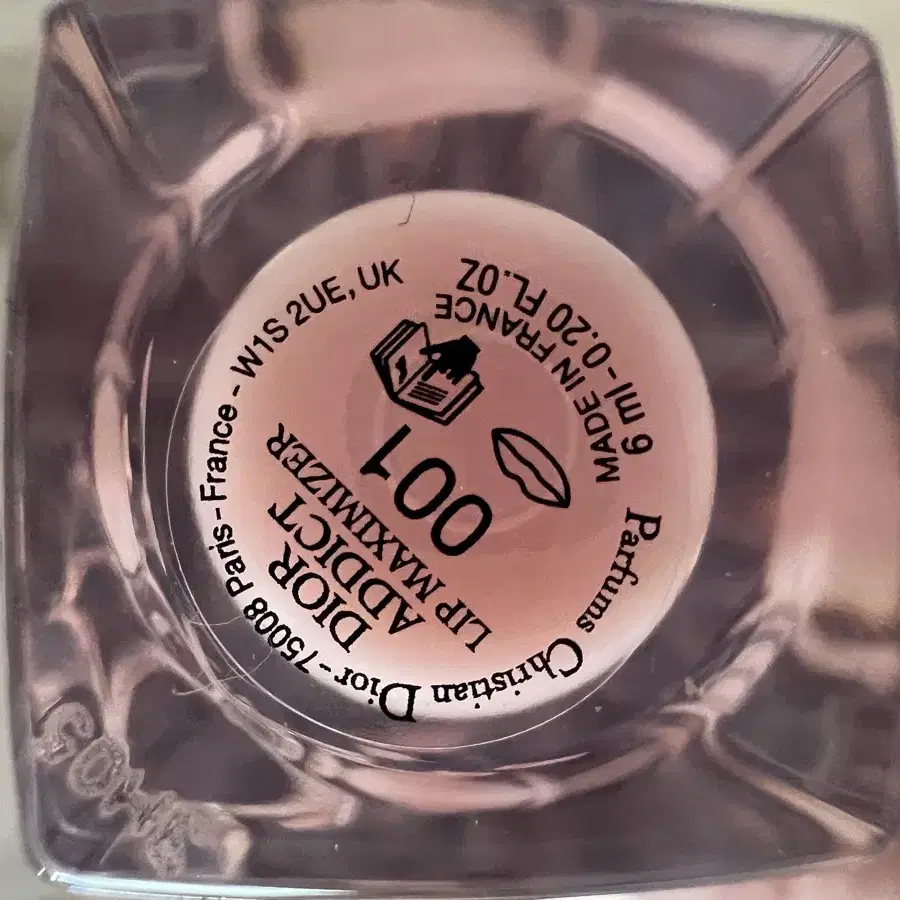 Parfums Christian Dior - 75008 Paris - France - W1S 2UE, UK
DIOR
ADDICT
LIP MAXIMIZER
001
MADE IN FRANCE
6 ml - 0.20 FL.OZ